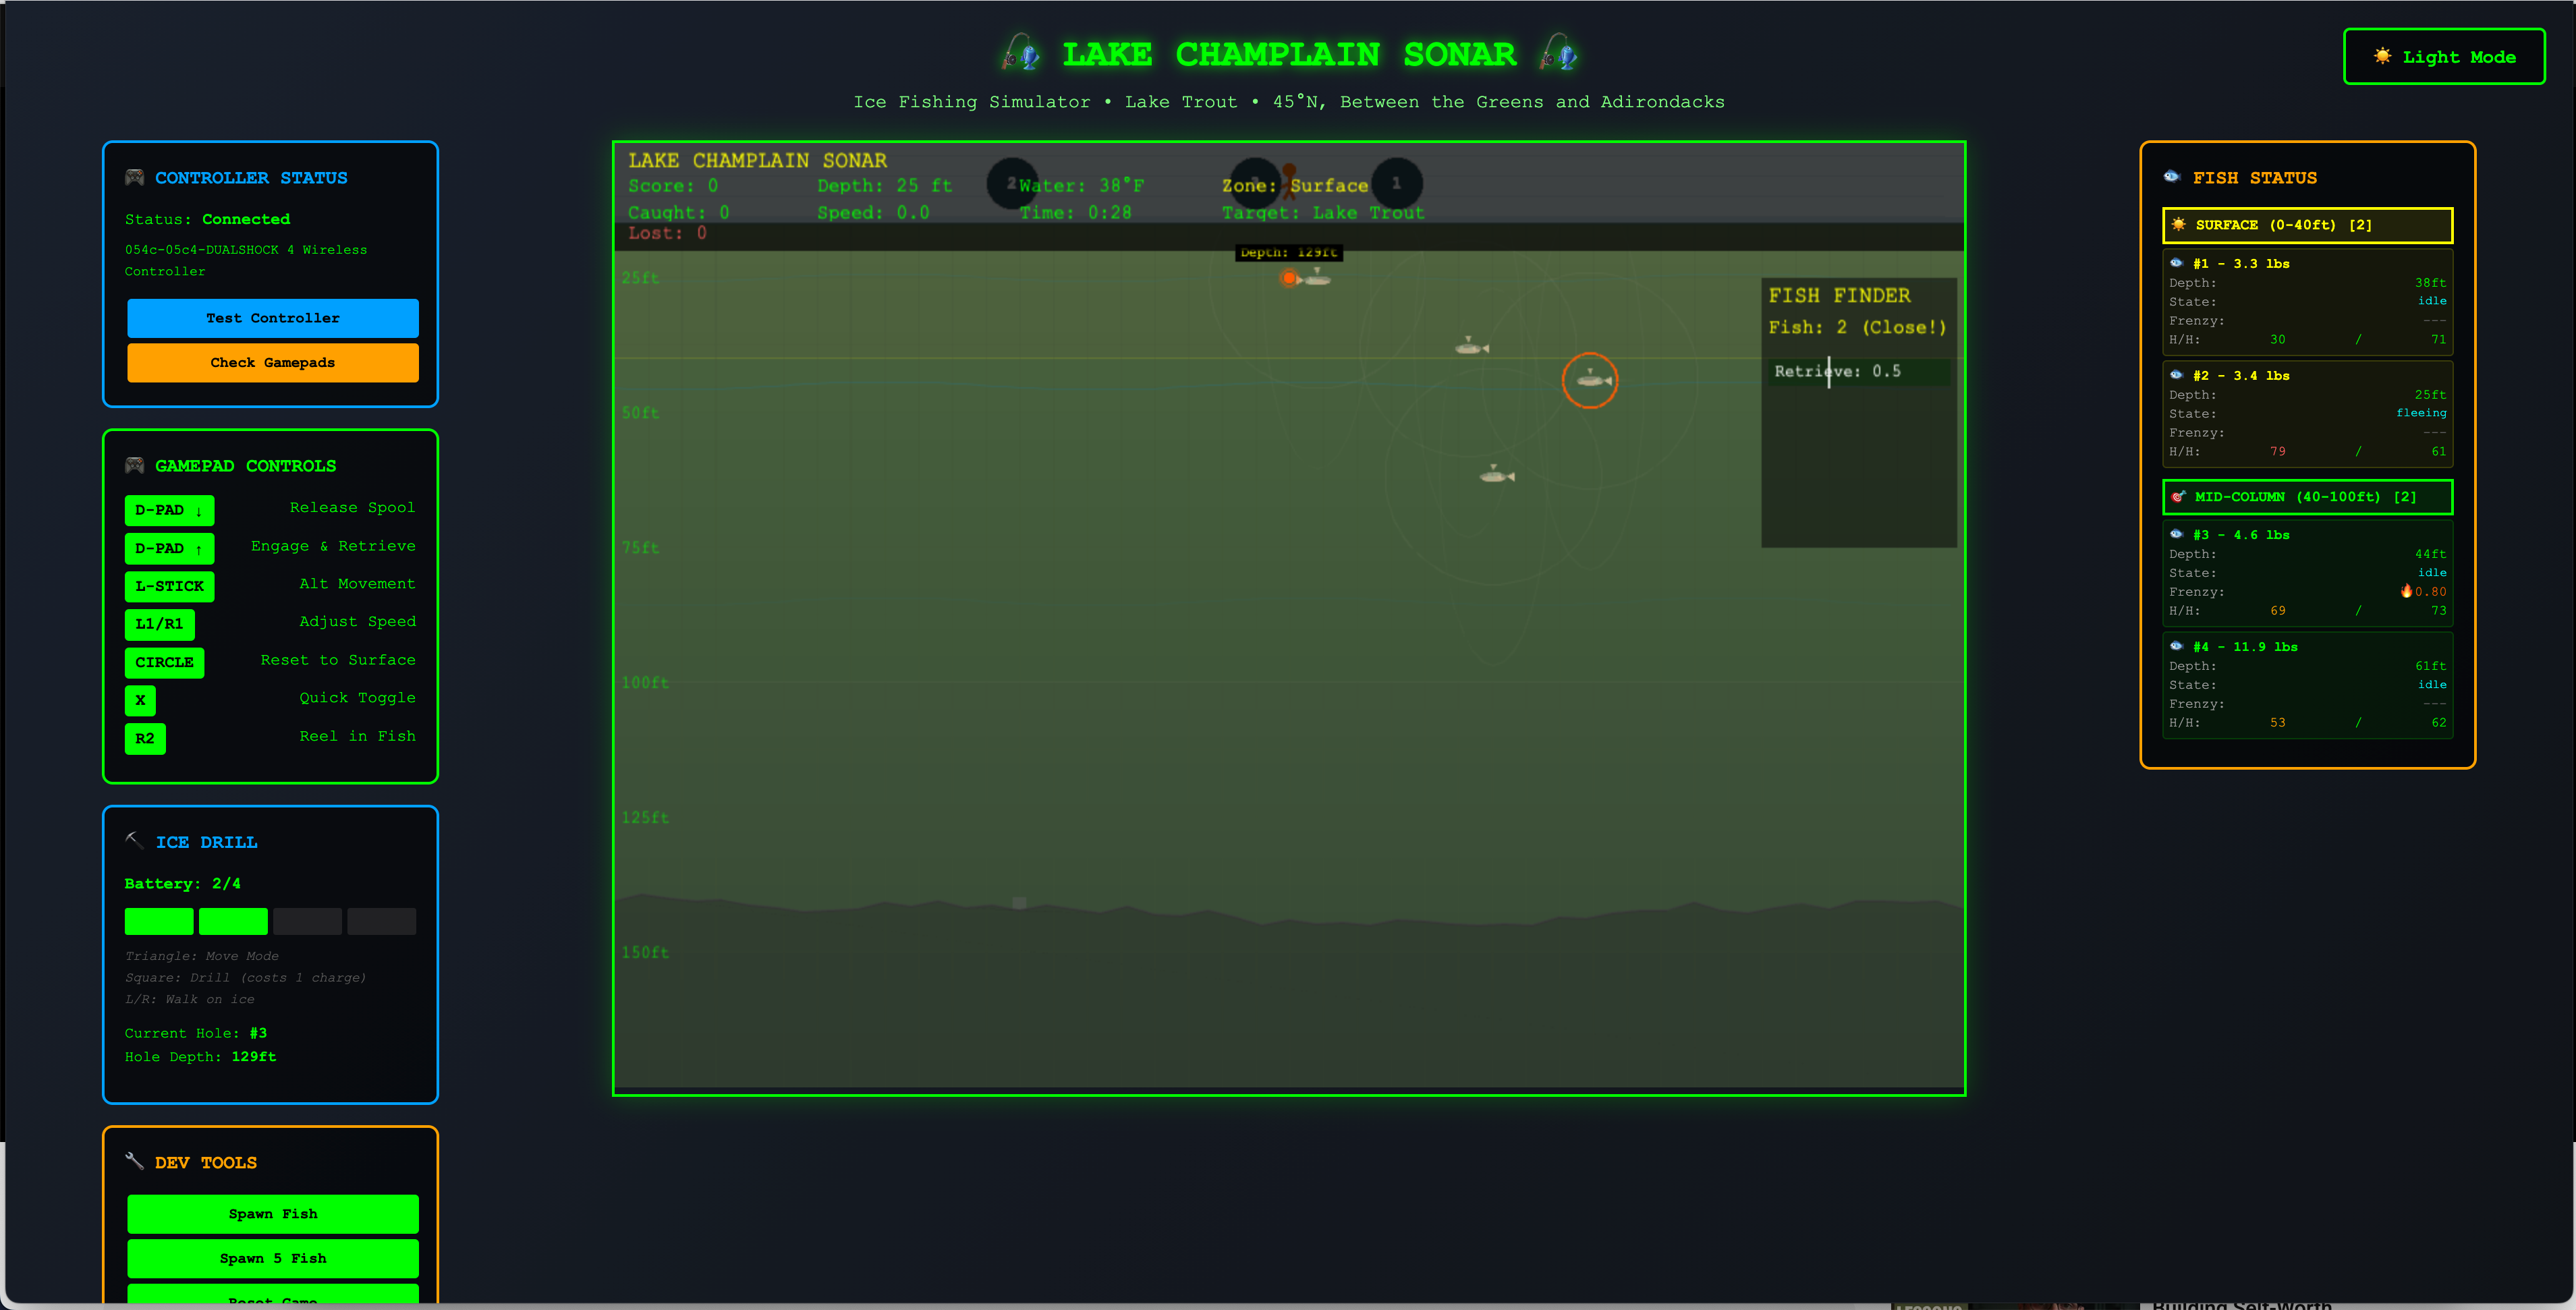 LAKE CHAMPLAIN SONAR
Ice Fishing Simulator • Lake Trout • 45°N, Between the Greens and Adirondacks
Light Mode
CONTROLLER STATUS
Status: Connected
054c-05c4-DUALSHOCK 4 Wireless
Controller
Test Controller
Check Gamepads
GAMEPAD CONTROLS
D-PAD ↓ Release Spool
D-PAD ↑ Engage & Retrieve
L-STICK Alt Movement
L1/R1 Adjust Speed
CIRCLE Reset to Surface
X Quick Toggle
R2 Reel in Fish
ICE DRILL
Battery: 2/4
Triangle: Move Mode
Square: Drill (costs 1 charge)
L/R: Walk on ice
Current Hole: #3
Hole Depth: 129ft
DEV TOOLS
Spawn Fish
Spawn 5 Fish
Reset Game
LAKE CHAMPLAIN SONAR
Score: 0 Depth: 25 ft Water: 38°F Zone: Surface
Caught: 0 Speed: 0.0 Time: 0:28 Target: Lake Trout
Lost: 0
2 1
Depth: 129ft
25ft
50ft
75ft
100ft
125ft
150ft
FISH FINDER
Fish: 2 (Close!)
Retrieve: 0.5
FISH STATUS
SURFACE (0-40ft) [2]
#1 - 3.3 lbs
Depth: 38ft
State: idle
Frenzy: ---
H/H: 30 / 71
#2 - 3.4 lbs
Depth: 25ft
State: fleeing
Frenzy: ---
H/H: 79 / 61
MID-COLUMN (40-100ft) [2]
#3 - 4.6 lbs
Depth: 44ft
State: idle
Frenzy: 🔥0.80
H/H: 69 / 73
#4 - 11.9 lbs
Depth: 61ft
State: idle
Frenzy: ---
H/H: 53 / 62
Building Self-Worth